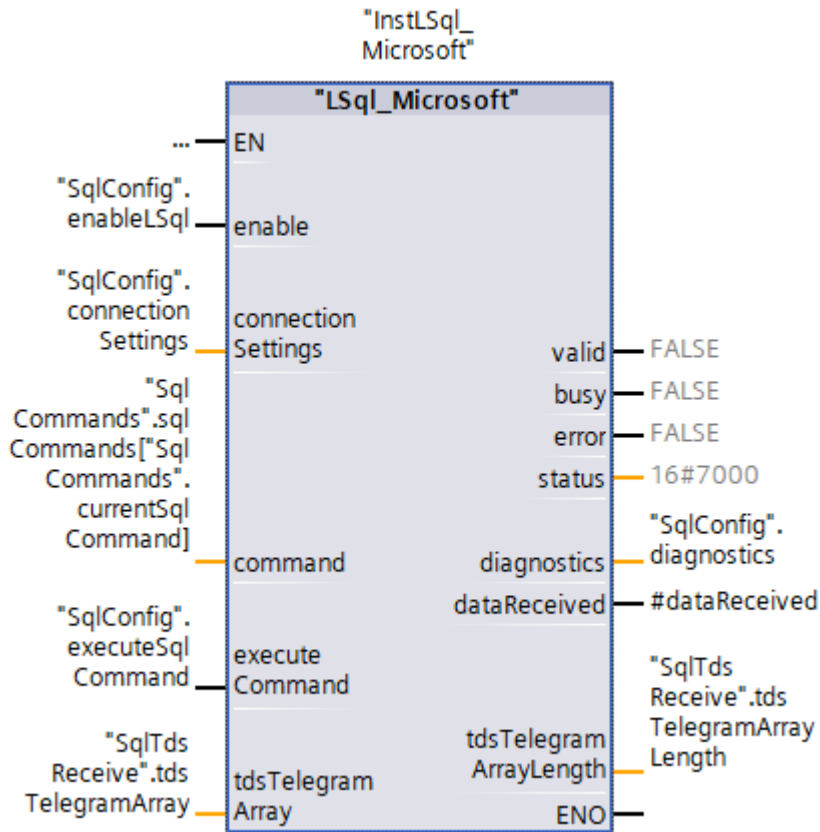 "InstLSql_
Microsoft"
"LSql_Microsoft"
...
EN
"SqlConfig".
enableLSql
enable
"SqlConfig".
connection
Settings
connection
Settings
"Sql
Commands".sql
Commands["Sql
Commands".
currentSql
Command]
command
"SqlConfig".
executeSql
Command
execute
Command
"SqlTds
Receive".tds
TelegramArray
tdsTelegram
Array
valid
FALSE
busy
FALSE
error
FALSE
status
16#7000
diagnostics
"SqlConfig".
diagnostics
dataReceived
#dataReceived
tdsTelegram
ArrayLength
"SqlTds
Receive".tds
TelegramArray
Length
ENO